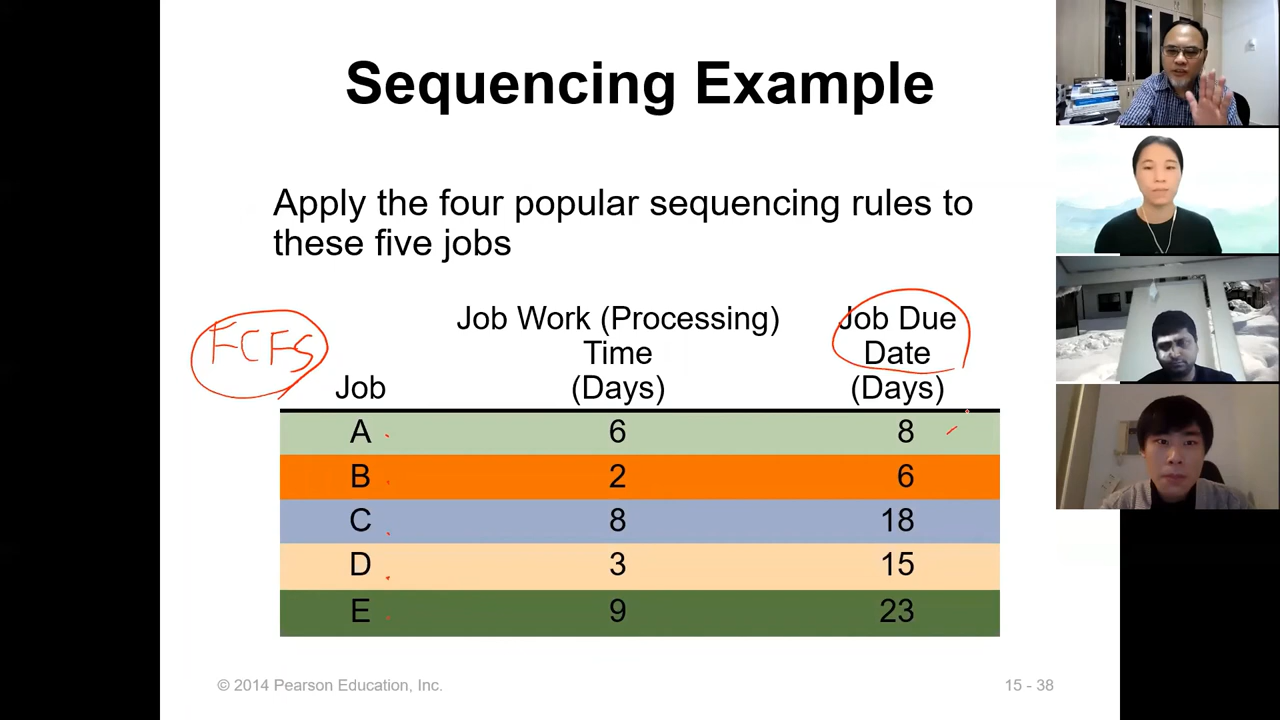 Sequencing Example
Apply the four popular sequencing rules to
these five jobs
FCFS
Job Work (Processing) Job Due
Time Date
Job (Days) (Days)
A 6 8
B 2 6
C 8 18
D 3 15
E 9 23
© 2014 Pearson Education, Inc. 15 - 38